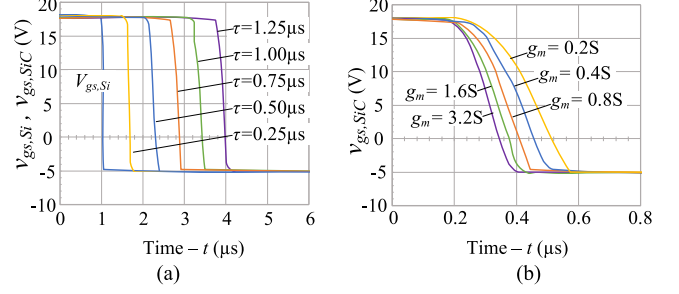 20
15
10
5
0
-5
-10
v_gs,Si , v_gs,SiC (V)
V_gs,Si
τ=1.25µs
τ=1.00µs
τ=0.75µs
τ=0.50µs
τ=0.25µs
0 1 2 3 4 5 6
Time – t (µs)
(a)
20
15
10
5
0
-5
-10
v_gs,SiC (V)
g_m = 0.2S
g_m = 0.4S
g_m = 1.6S
g_m = 0.8S
g_m = 3.2S
0 0.2 0.4 0.6 0.8
Time – t (µs)
(b)